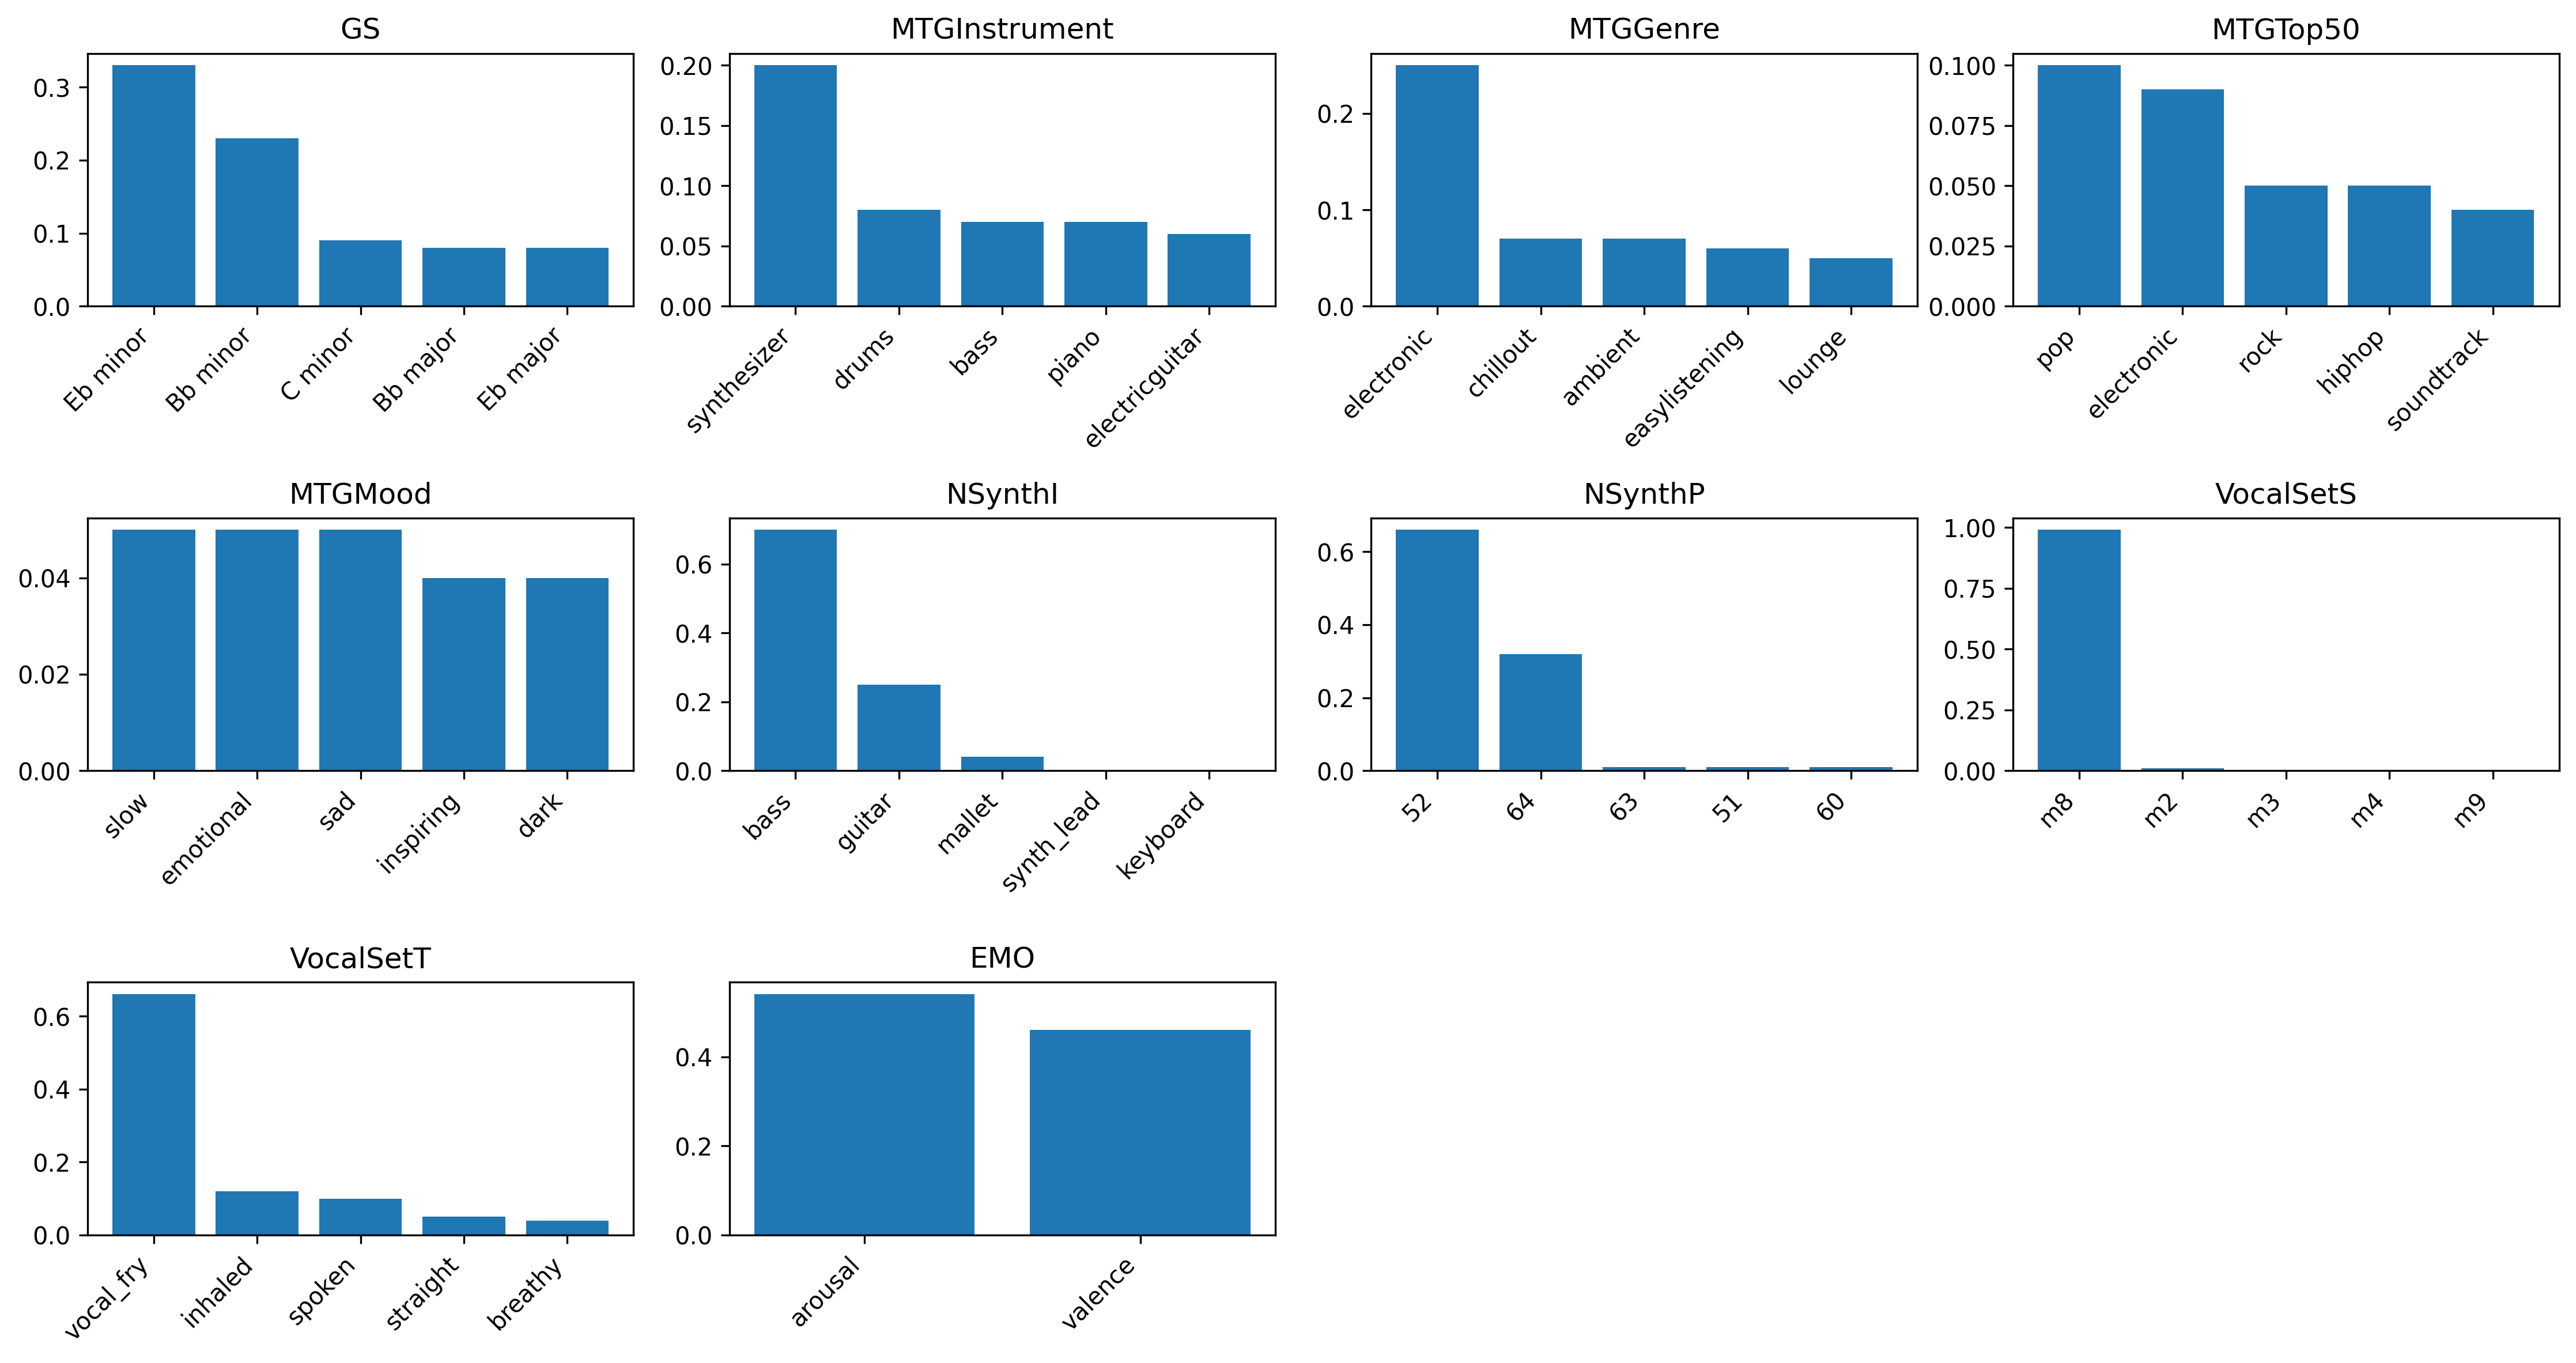 GS
0.3
0.2
0.1
0.0
Eb minor
Bb minor
C minor
Bb major
Eb major
MTGInstrument
0.20
0.15
0.10
0.05
0.00
synthesizer
drums
bass
piano
electricguitar
MTGGenre
0.2
0.1
0.0
electronic
chillout
ambient
easylistening
lounge
MTGTop50
0.100
0.075
0.050
0.025
0.000
pop
electronic
rock
hiphop
soundtrack
MTGMood
0.04
0.02
0.00
slow
emotional
sad
inspiring
dark
NSynthI
0.6
0.4
0.2
0.0
bass
guitar
mallet
synth_lead
keyboard
NSynthP
0.6
0.4
0.2
0.0
52
64
63
51
60
VocalSetS
1.00
0.75
0.50
0.25
0.00
m8
m2
m3
m4
m9
VocalSetT
0.6
0.4
0.2
0.0
vocal_fry
inhaled
spoken
straight
breathy
EMO
0.4
0.2
0.0
arousal
valence